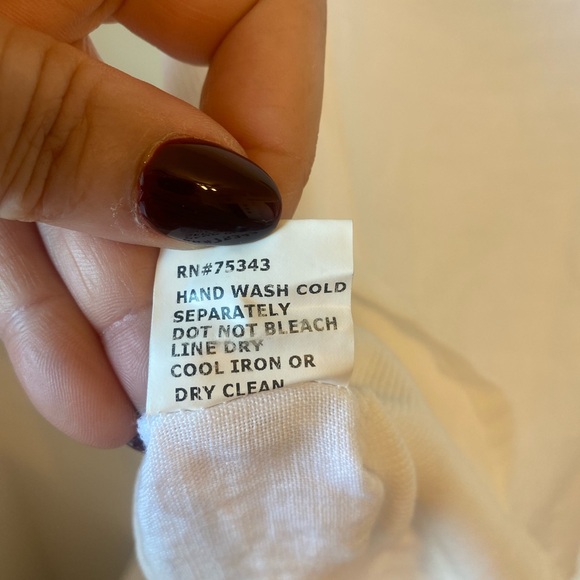 RN#75343
HAND WASH COLD
SEPARATELY
DOT NOT BLEACH
LINE DRY
COOL IRON OR
DRY CLEAN